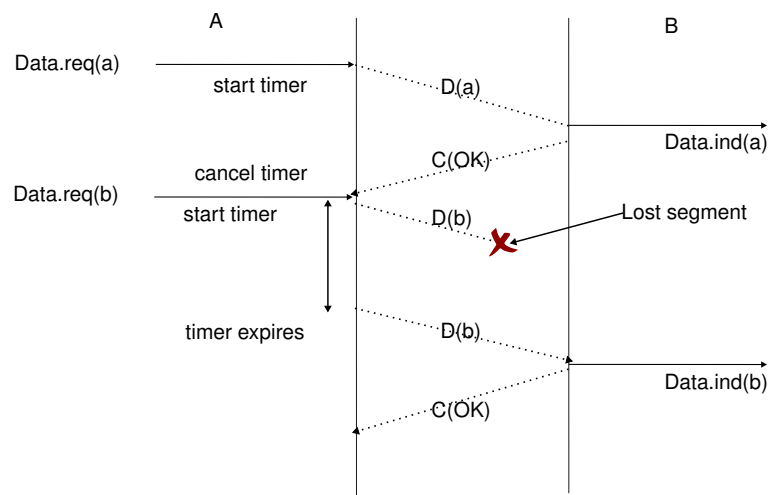 A
B
Data.req(a)
start timer
D(a)
Data.ind(a)
C(OK)
cancel timer
Data.req(b)
start timer
D(b)
Lost segment
timer expires
D(b)
Data.ind(b)
C(OK)